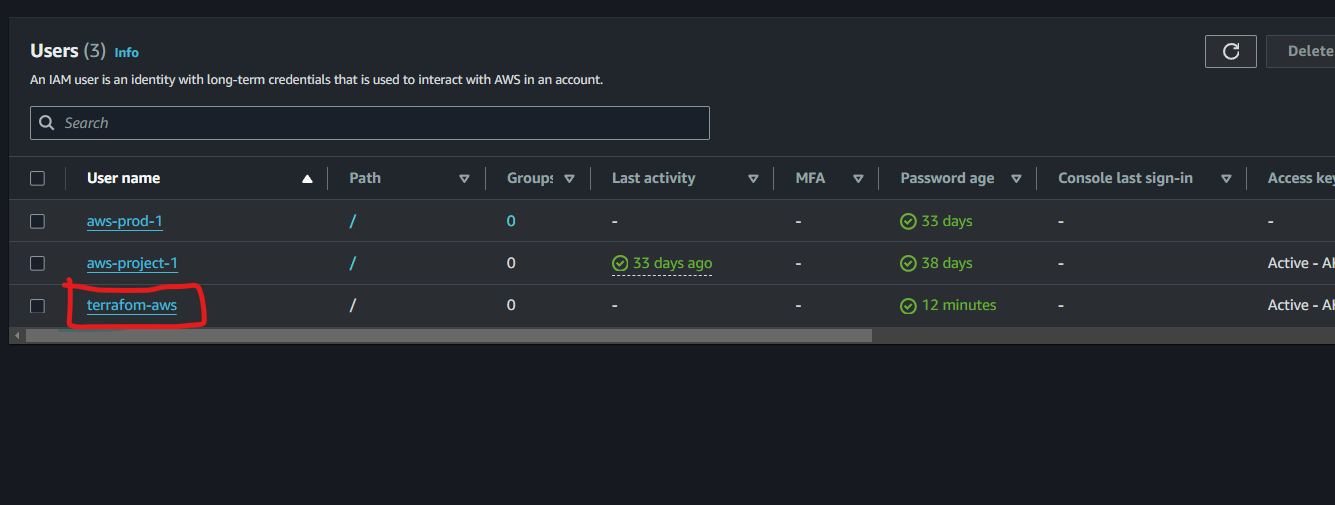 Users (3) Info
Delete
An IAM user is an identity with long-term credentials that is used to interact with AWS in an account.
Search
User name Path Groups Last activity MFA Password age Console last sign-in Access key
aws-prod-1 / 0 - - 33 days - -
aws-project-1 / 0 33 days ago - 38 days - Active - AK
terrafom-aws / 0 - - 12 minutes - Active - AK